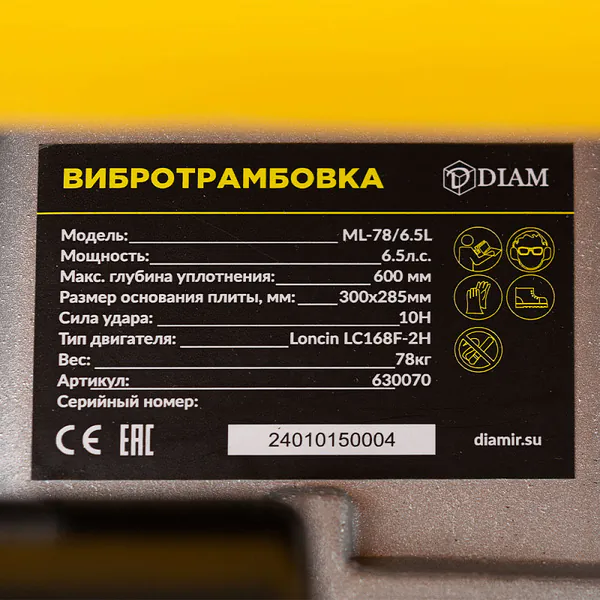 ВИБРОТРАМБОВКА DIAM
Модель: ML-78/6.5L
Мощность: 6.5л.с.
Макс. глубина уплотнения: 600 мм
Размер основания плиты, мм: 300x285мм
Сила удара: 10Н
Тип двигателя: Loncin LC168F-2H
Вес: 78кг
Артикул: 630070
Серийный номер:
CE EAC 24010150004 diamir.su